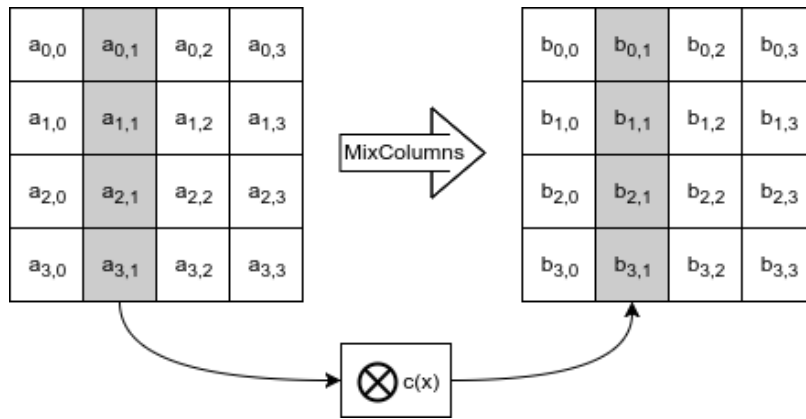 a0,0 a0,1 a0,2 a0,3 b0,0 b0,1 b0,2 b0,3
a1,0 a1,1 a1,2 a1,3 MixColumns b1,0 b1,1 b1,2 b1,3
a2,0 a2,1 a2,2 a2,3 b2,0 b2,1 b2,2 b2,3
a3,0 a3,1 a3,2 a3,3 b3,0 b3,1 b3,2 b3,3
⊗ c(x)